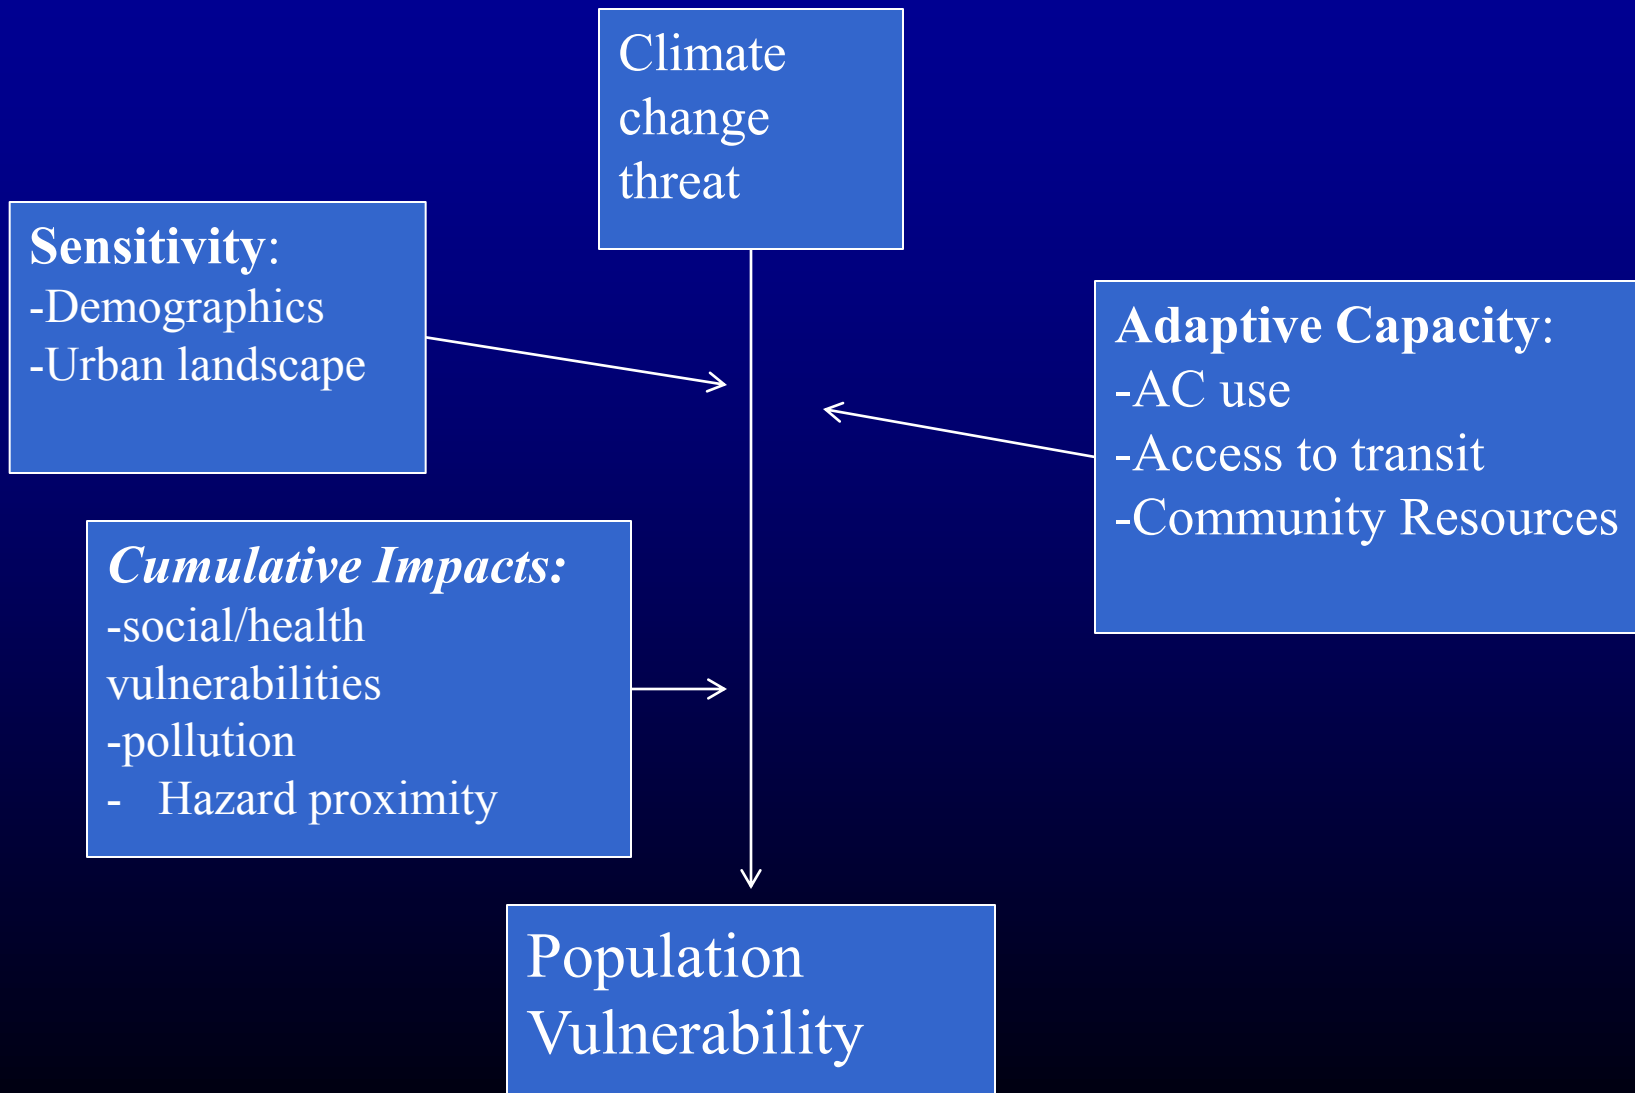 Climate
change
threat
Sensitivity:
-Demographics
-Urban landscape
Adaptive Capacity:
-AC use
-Access to transit
-Community Resources
Cumulative Impacts:
-social/health
vulnerabilities
-pollution
- Hazard proximity
Population
Vulnerability